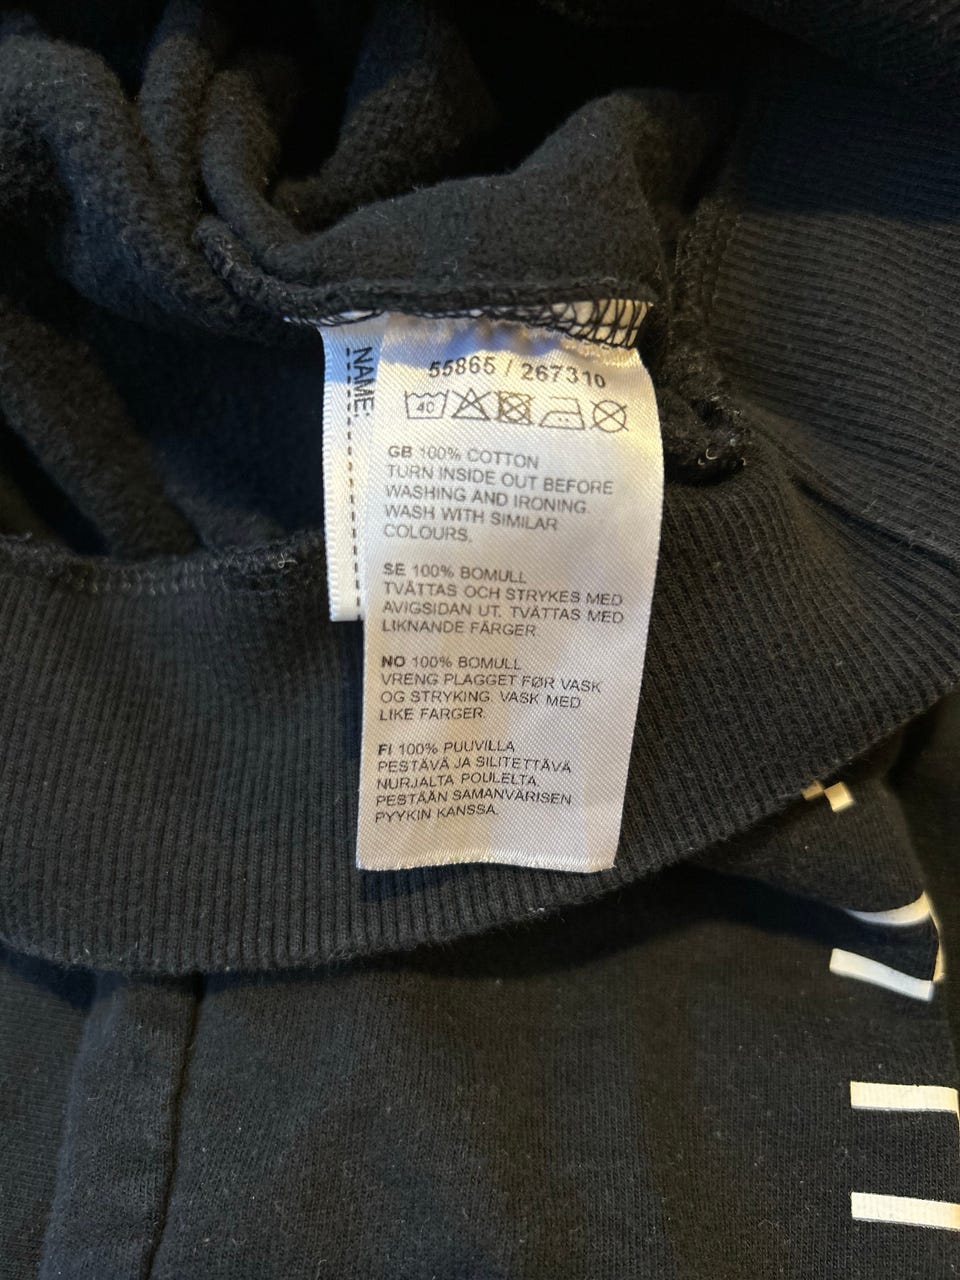 NAME:
55865 / 267310
40
GB 100% COTTON
TURN INSIDE OUT BEFORE
WASHING AND IRONING.
WASH WITH SIMILAR
COLOURS.
SE 100% BOMULL
TVÄTTAS OCH STRYKES MED
AVIGSIDAN UT. TVÄTTAS MED
LIKNANDE FÄRGER.
NO 100% BOMULL
VRENG PLAGGET FØR VASK
OG STRYKING. VASK MED
LIKE FARGER.
FI 100% PUUVILLA
PESTÄVÄ JA SILITETTÄVÄ
NURJALTA POULELTA.
PESTÄÄN SAMANVÄRISEN
PYYKIN KANSSA.